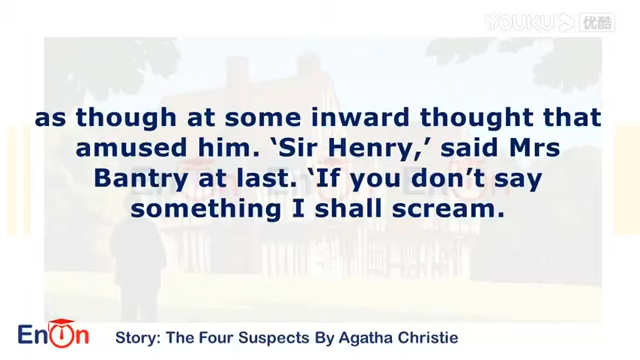 YOUKU 优酷
as though at some inward thought that
amused him. ‘Sir Henry,’ said Mrs
Bantry at last. ‘If you don’t say
something I shall scream.
EnOn
Story: The Four Suspects By Agatha Christie